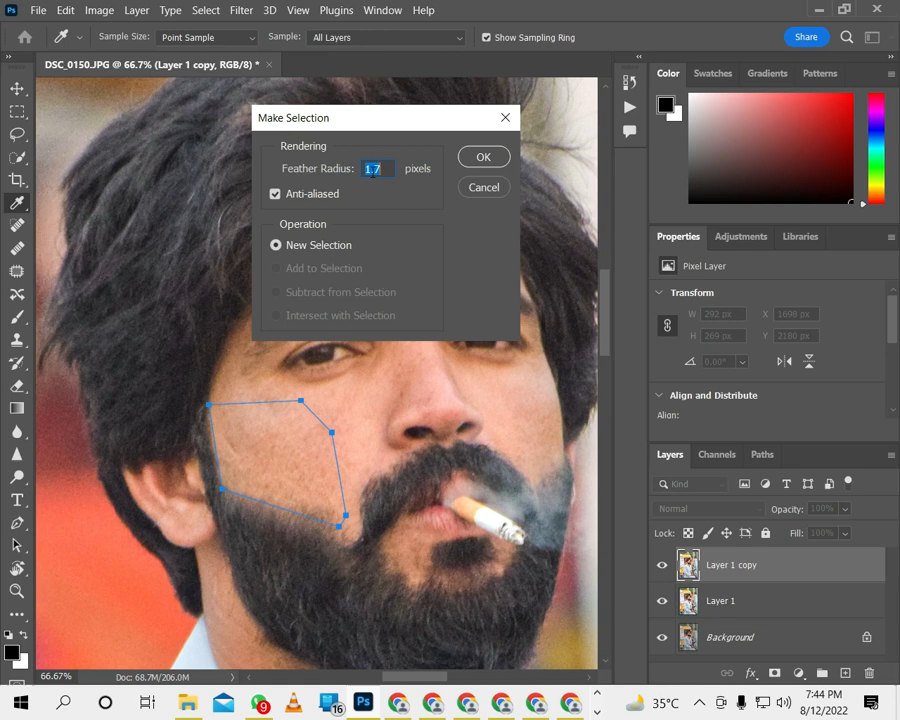 Ps File Edit Image Layer Type Select Filter 3D View Plugins Window Help
Sample Size: Point Sample Sample: All Layers Show Sampling Ring Share
DSC_0150.JPG @ 66.7% (Layer 1 copy, RGB/8) *
Color Swatches Gradients Patterns
Make Selection
Rendering
Feather Radius: 1.7 pixels
Anti-aliased
OK
Cancel
Operation
New Selection
Add to Selection
Subtract from Selection
Intersect with Selection
Properties Adjustments Libraries
Pixel Layer
Transform
W 292 px X 1698 px
H 269 px Y 2180 px
0.00°
Align and Distribute
Align:
Layers Channels Paths
Kind
Normal Opacity: 100%
Lock: Fill: 100%
Layer 1 copy
Layer 1
Background
fx
66.67% Doc: 68.7M/206.0M
9 16 Ps 35°C 7:44 PM
8/12/2022